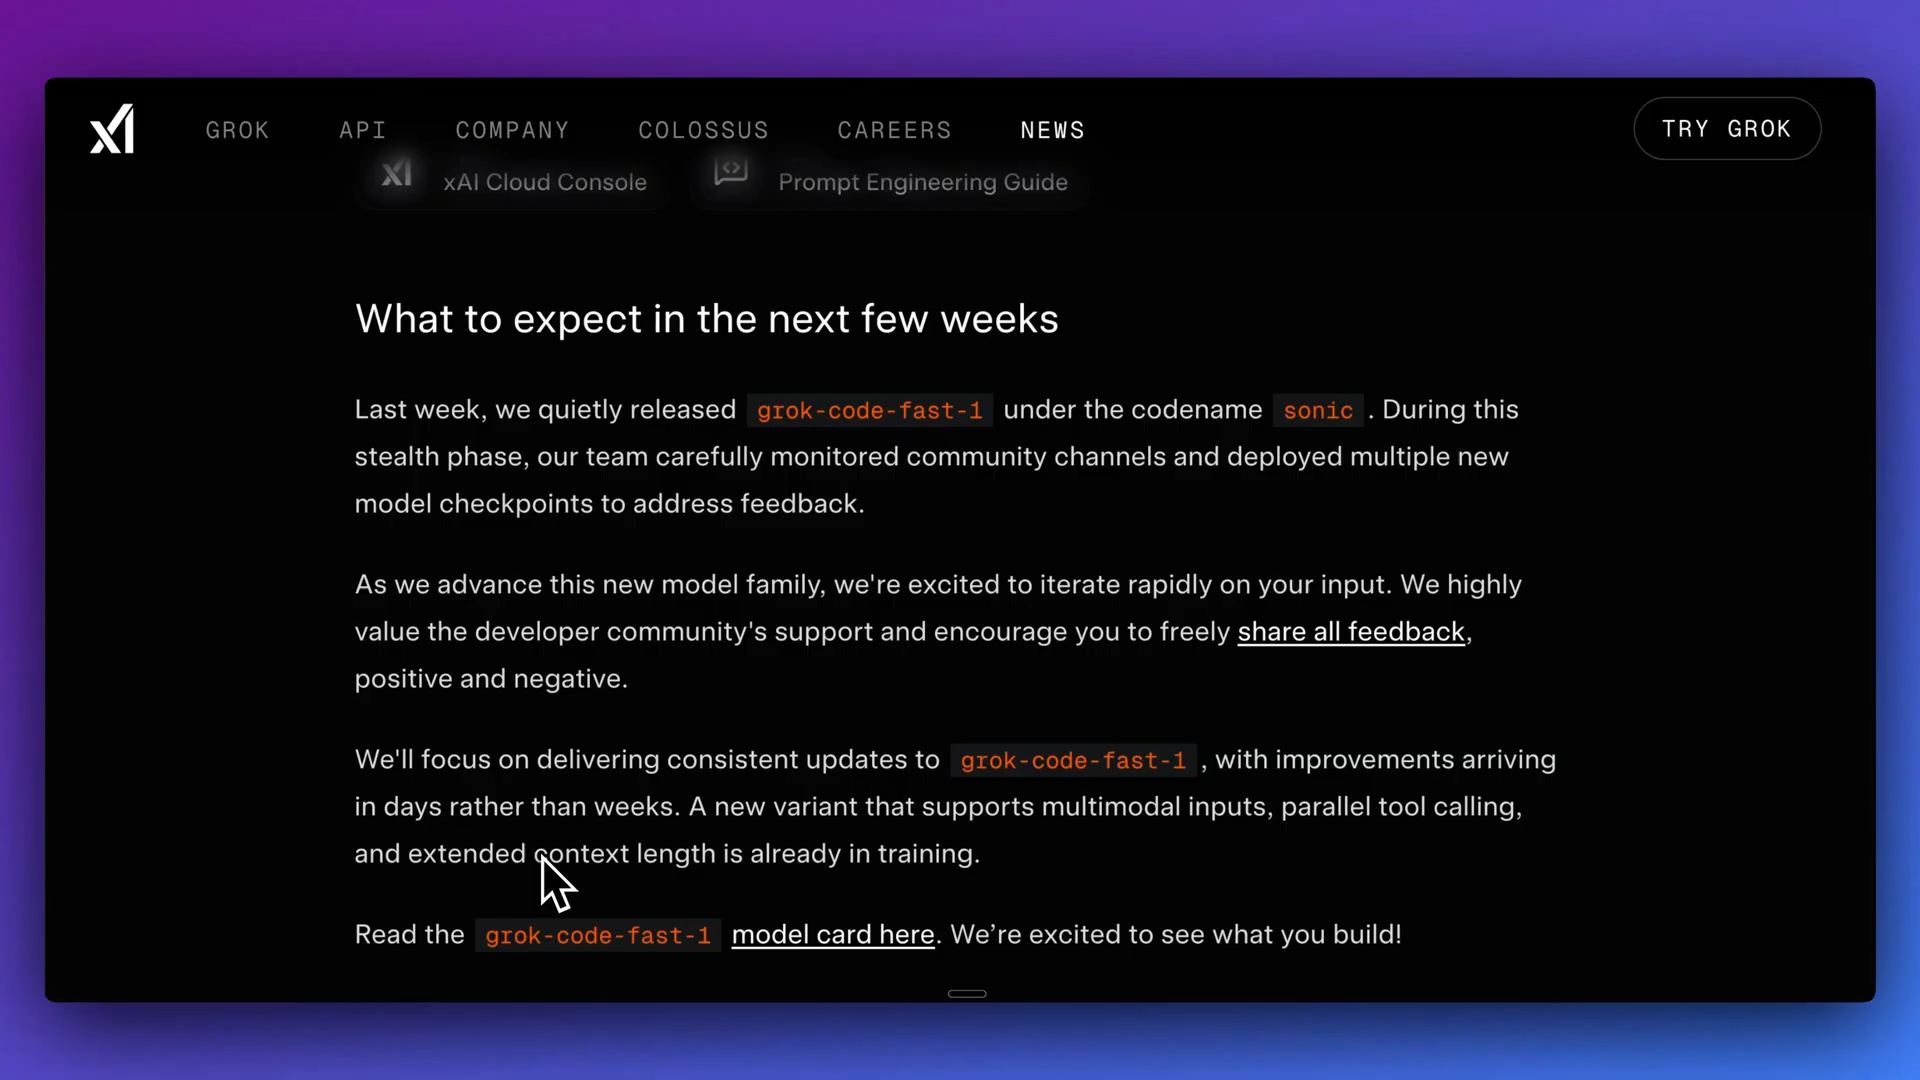 xAI GROK API COMPANY COLOSSUS CAREERS NEWS TRY GROK
xAI Cloud Console Prompt Engineering Guide
What to expect in the next few weeks
Last week, we quietly released grok-code-fast-1 under the codename sonic. During this
stealth phase, our team carefully monitored community channels and deployed multiple new
model checkpoints to address feedback.
As we advance this new model family, we're excited to iterate rapidly on your input. We highly
value the developer community's support and encourage you to freely share all feedback,
positive and negative.
We'll focus on delivering consistent updates to grok-code-fast-1, with improvements arriving
in days rather than weeks. A new variant that supports multimodal inputs, parallel tool calling,
and extended context length is already in training.
Read the grok-code-fast-1 model card here. We’re excited to see what you build!